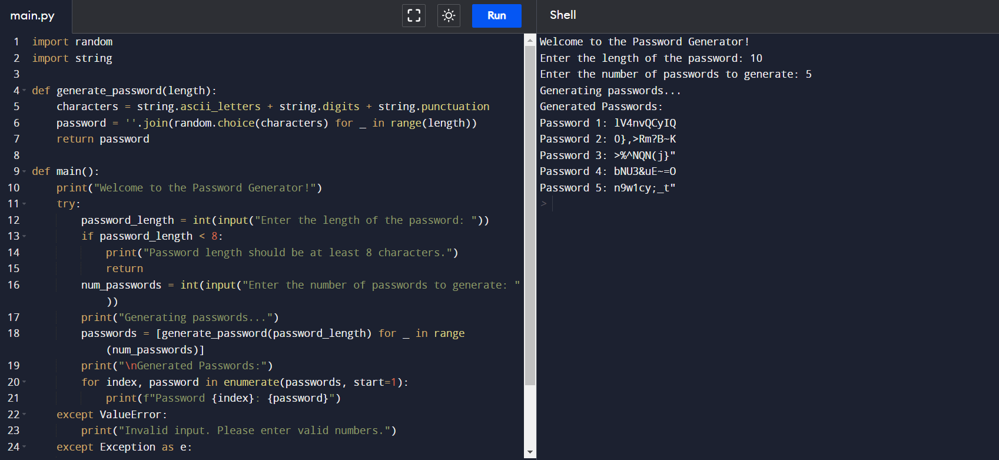 main.py
Run
Shell
1 import random
2 import string
3
4 def generate_password(length):
5     characters = string.ascii_letters + string.digits + string.punctuation
6     password = ''.join(random.choice(characters) for _ in range(length))
7     return password
8
9 def main():
10     print("Welcome to the Password Generator!")
11     try:
12         password_length = int(input("Enter the length of the password: "))
13         if password_length < 8:
14             print("Password length should be at least 8 characters.")
15             return
16         num_passwords = int(input("Enter the number of passwords to generate: "
))
17         print("Generating passwords...")
18         passwords = [generate_password(password_length) for _ in range
(num_passwords)]
19         print("\nGenerated Passwords:")
20         for index, password in enumerate(passwords, start=1):
21             print(f"Password {index}: {password}")
22     except ValueError:
23         print("Invalid input. Please enter valid numbers.")
24     except Exception as e:
Welcome to the Password Generator!
Enter the length of the password: 10
Enter the number of passwords to generate: 5
Generating passwords...
Generated Passwords:
Password 1: lV4nvQCyIQ
Password 2: O},>Rm?B~K
Password 3: >%^NQN(j}"
Password 4: bNU3&uE~=O
Password 5: n9w1cy;_t"
>